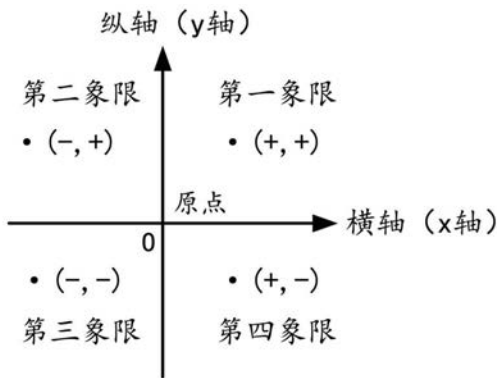 纵轴（y轴）
第二象限 第一象限
• (-,+) • (+,+)
原点
横轴（x轴）
0
• (-,-) • (+,-)
第三象限 第四象限